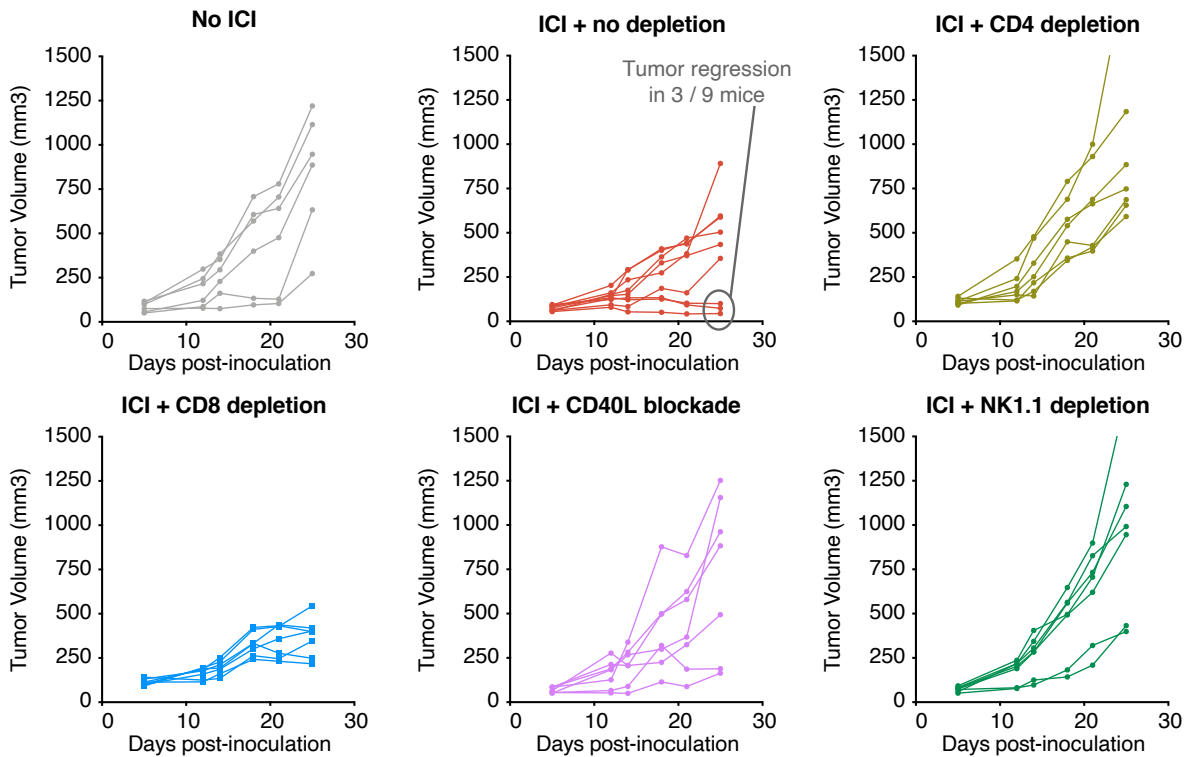 No ICI
1500
1250
1000
750
500
250
0
Tumor Volume (mm3)
0 10 20 30
Days post-inoculation
ICI + no depletion
Tumor regression
in 3 / 9 mice
1500
1250
1000
750
500
250
0
Tumor Volume (mm3)
0 10 20 30
Days post-inoculation
ICI + CD4 depletion
1500
1250
1000
750
500
250
0
Tumor Volume (mm3)
0 10 20 30
Days post-inoculation
ICI + CD8 depletion
1500
1250
1000
750
500
250
0
Tumor Volume (mm3)
0 10 20 30
Days post-inoculation
ICI + CD40L blockade
1500
1250
1000
750
500
250
0
Tumor Volume (mm3)
0 10 20 30
Days post-inoculation
ICI + NK1.1 depletion
1500
1250
1000
750
500
250
0
Tumor Volume (mm3)
0 10 20 30
Days post-inoculation